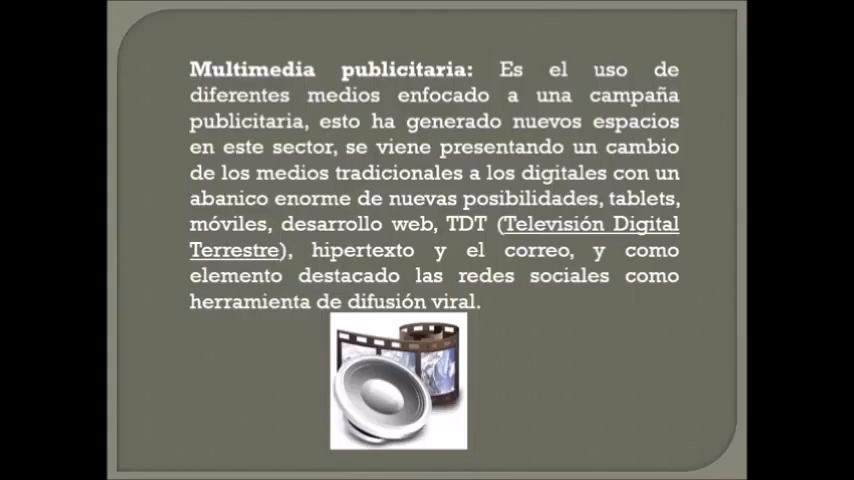 Multimedia publicitaria: Es el uso de
diferentes medios enfocado a una campaña
publicitaria, esto ha generado nuevos espacios
en este sector, se viene presentando un cambio
de los medios tradicionales a los digitales con un
abanico enorme de nuevas posibilidades, tablets,
móviles, desarrollo web, TDT (Televisión Digital
Terrestre), hipertexto y el correo, y como
elemento destacado las redes sociales como
herramienta de difusión viral.